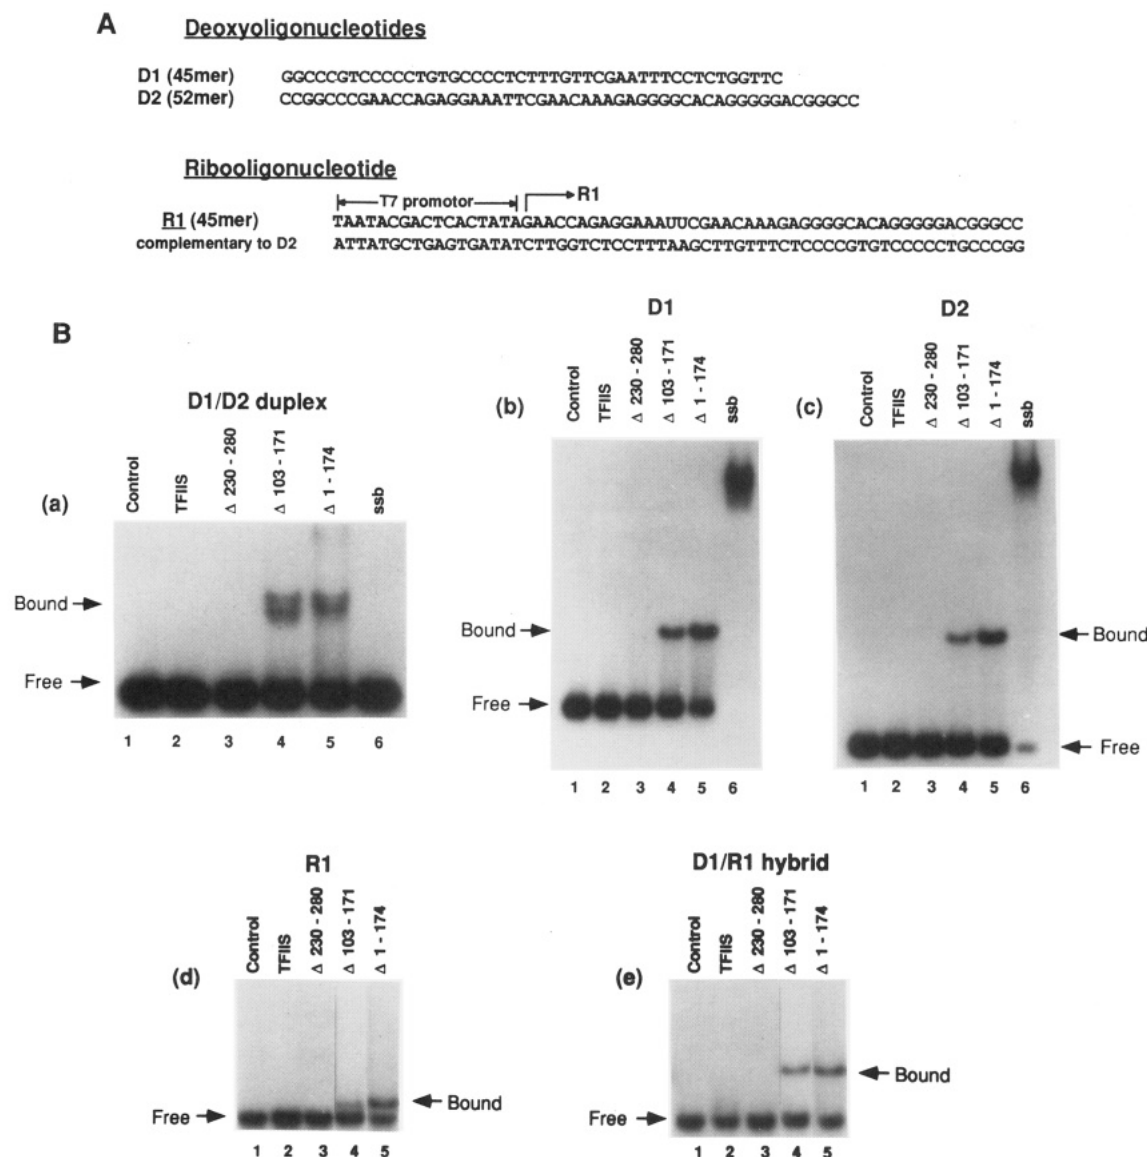 A
Deoxyoligonucleotides
D1 (45mer) GGCCCGTCCCCCTGTGCCCCTCTTTGTTCGAATTTCCTCTGGTTC
D2 (52mer) CCGGCCCGAACCAGAGGAAATTCGAACAAAGAGGGGCACAGGGGGACGGGCC
Ribooligonucleotide
T7 promotor R1
R1 (45mer) TAATACGACTCACTATAGAACCAGAGGAAAUUCGAACAAAGAGGGGCACAGGGGGACGGGCC
complementary to D2 ATTATGCTGAGTGATATCTTGGTCTCCTTTAAGCTTGTTTCTCCCCGTGTCCCCCTGCCCGG
B
D1/D2 duplex
(a)
Control
TFIIS
Δ 230 - 280
Δ 103 - 171
Δ 1 - 174
ssb
Bound
Free
1 2 3 4 5 6
D1
(b)
Control
TFIIS
Δ 230 - 280
Δ 103 - 171
Δ 1 - 174
ssb
Bound
Free
1 2 3 4 5 6
D2
(c)
Control
TFIIS
Δ 230 - 280
Δ 103 - 171
Δ 1 - 174
ssb
Bound
Free
1 2 3 4 5 6
R1
(d)
Control
TFIIS
Δ 230 - 280
Δ 103 - 171
Δ 1 - 174
Bound
Free
1 2 3 4 5
D1/R1 hybrid
(e)
Control
TFIIS
Δ 230 - 280
Δ 103 - 171
Δ 1 - 174
Bound
Free
1 2 3 4 5